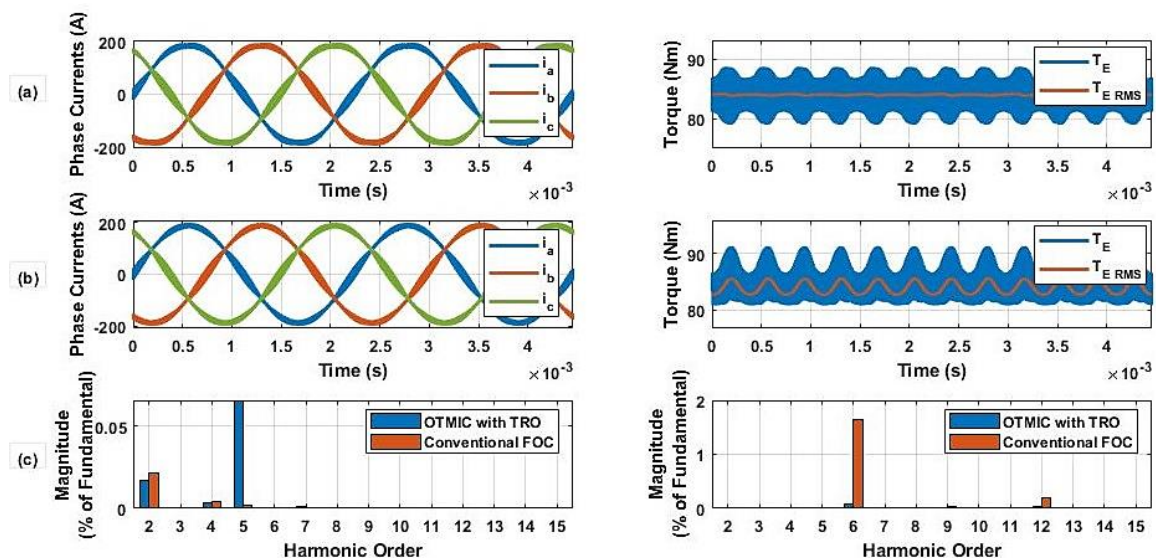 (a)
Phase Currents (A)
200
0
-200
i_a
i_b
i_c
0 0.5 1 1.5 2 2.5 3 3.5 4
Time (s)
×10^-3
Torque (Nm)
90
80
T_E
T_E RMS
0 0.5 1 1.5 2 2.5 3 3.5 4
Time (s)
×10^-3
(b)
Phase Currents (A)
200
0
-200
i_a
i_b
i_c
0 0.5 1 1.5 2 2.5 3 3.5 4
Time (s)
×10^-3
Torque (Nm)
90
80
T_E
T_E RMS
0 0.5 1 1.5 2 2.5 3 3.5 4
Time (s)
×10^-3
(c)
Magnitude
(% of Fundamental)
0.05
0
OTMIC with TRO
Conventional FOC
2 3 4 5 6 7 8 9 10 11 12 13 14 15
Harmonic Order
Magnitude
(% of Fundamental)
2
1
0
OTMIC with TRO
Conventional FOC
2 3 4 5 6 7 8 9 10 11 12 13 14 15
Harmonic Order